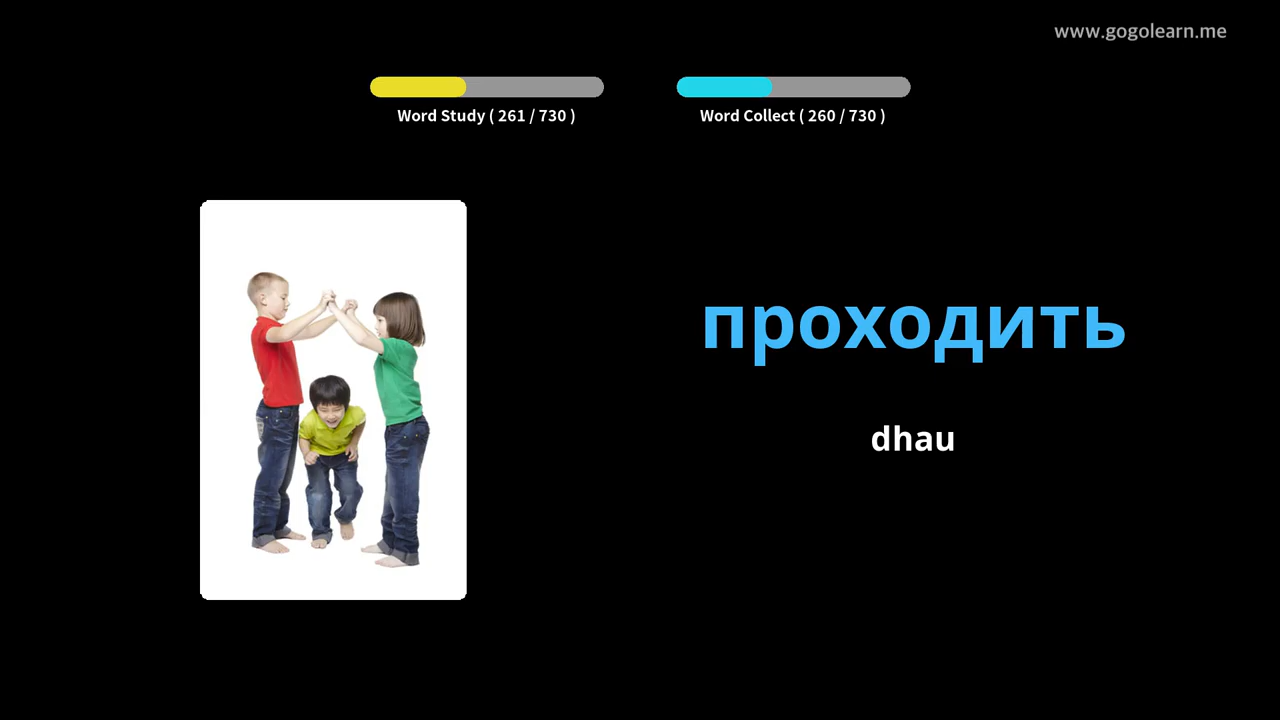 www.gogolearn.me
Word Study ( 261 / 730 )
Word Collect ( 260 / 730 )
проходить
dhau